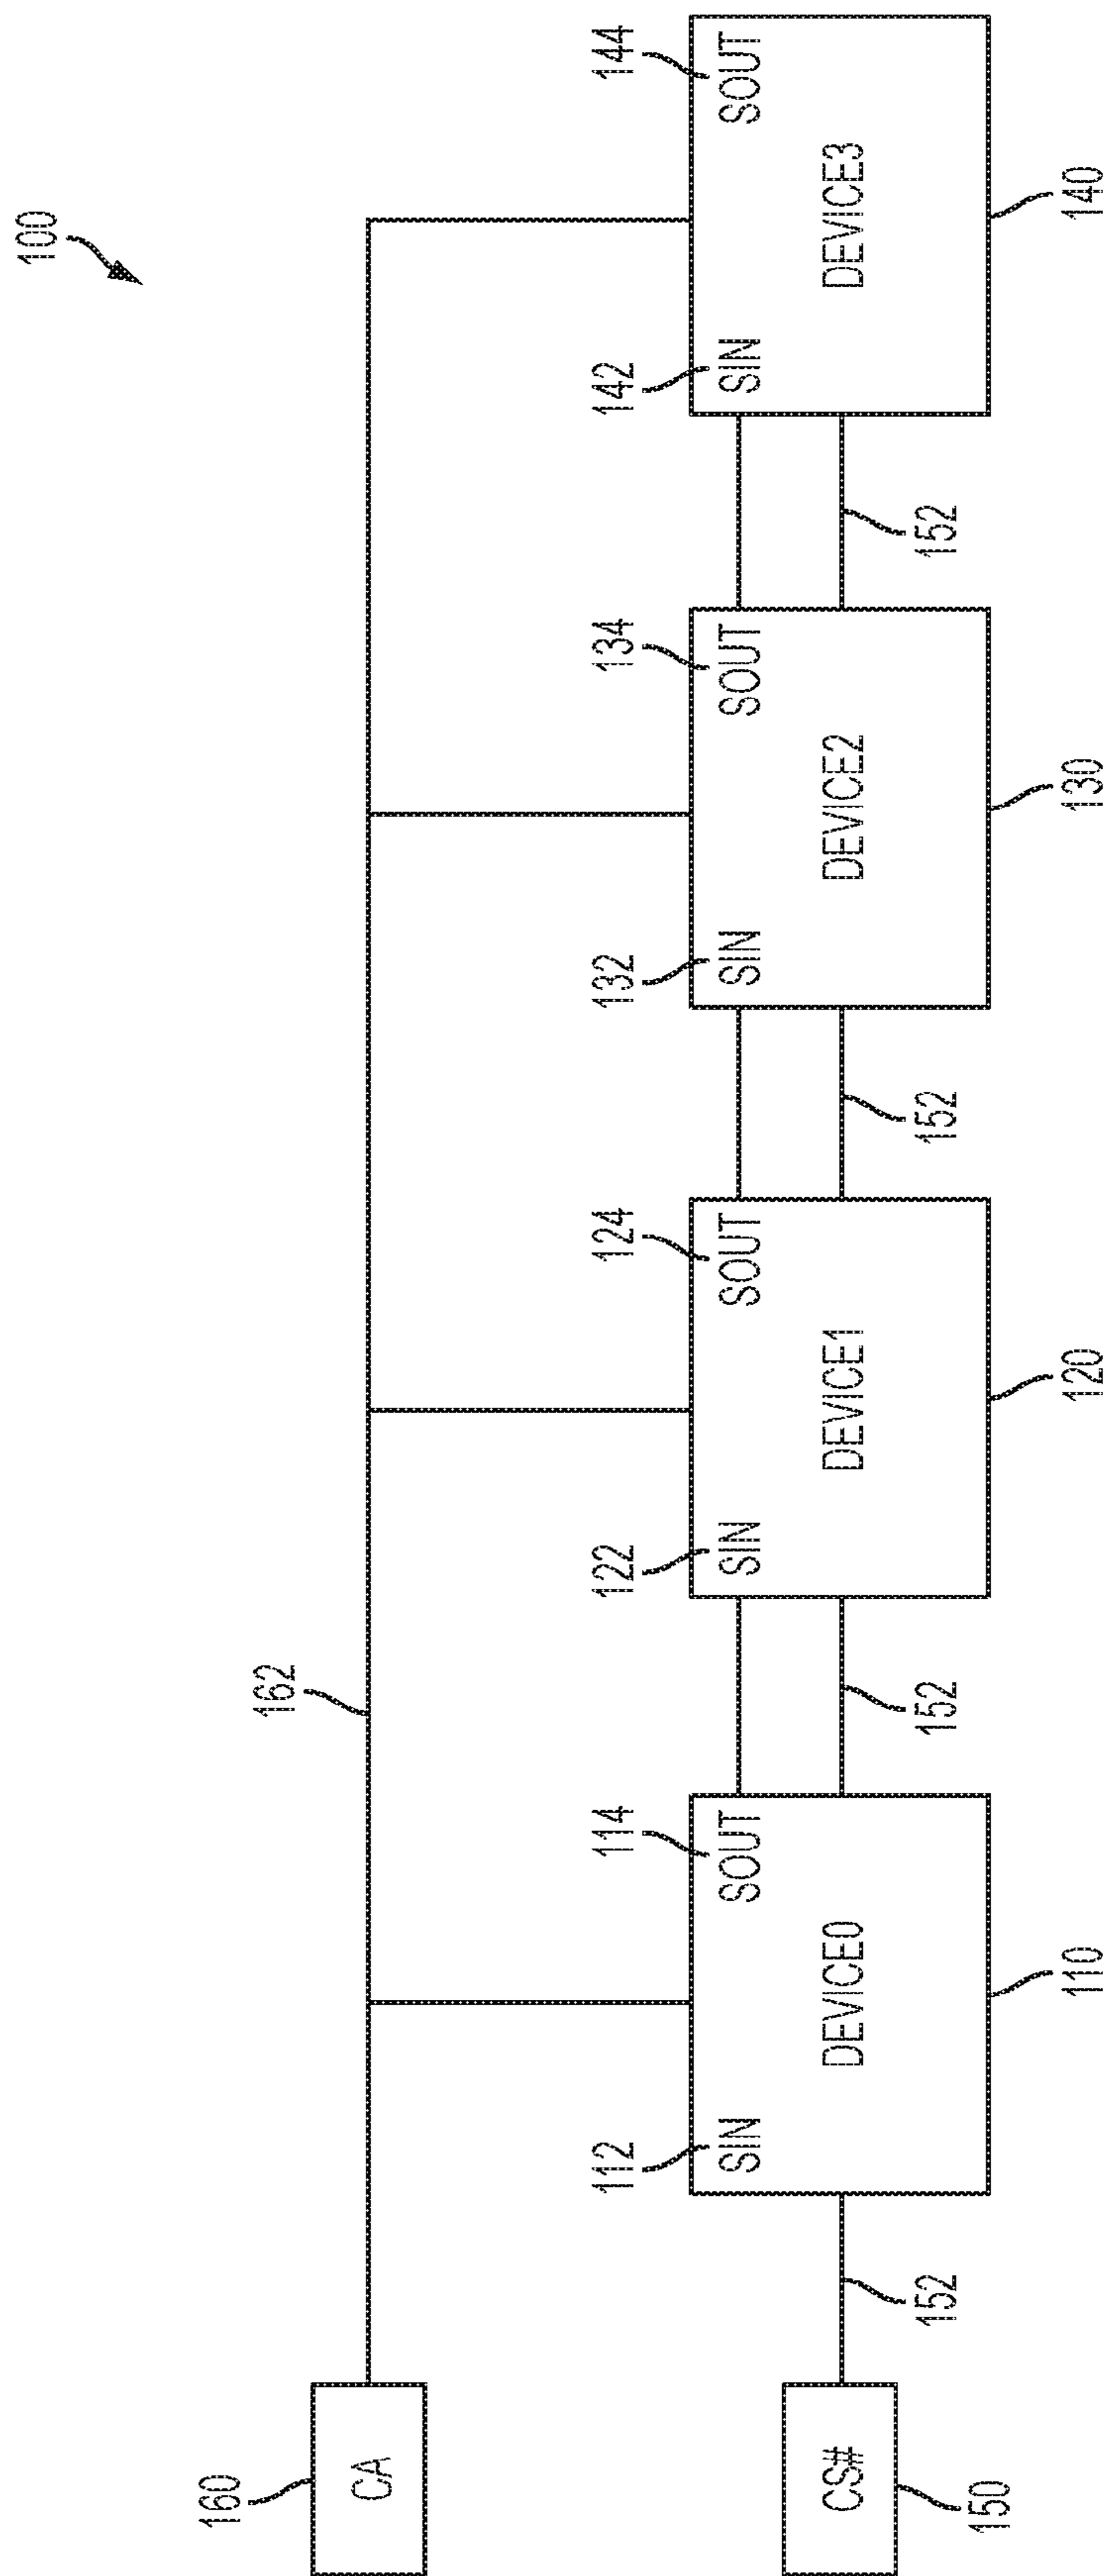 100
160
CA
162
112
SIN
114
SOUT
DEVICE0
110
122
SIN
124
SOUT
DEVICE1
120
132
SIN
134
SOUT
DEVICE2
130
142
SIN
144
SOUT
DEVICE3
140
CS#
150
152
152
152
152